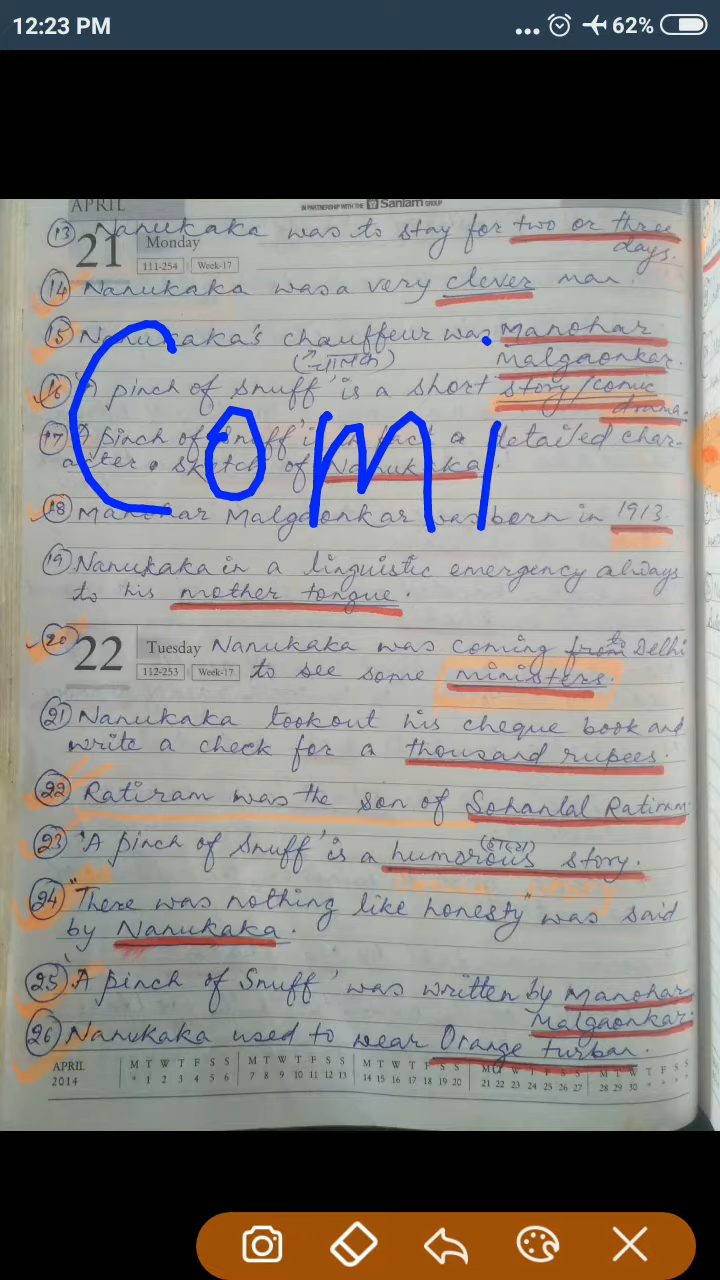 12:23 PM
62%
APRIL
IN PARTNERSHIP WITH THE Sanlam GROUP
(13) Nanukaka was to stay for two or three
days.
21 Monday
111-254 Week-17
(14) Nanukaka was a very clever man.
(15) Nanukaka's chauffeur was Manohar
Malgaonkar.
(16) 'A pinch of Snuff' is a short story/comic
drama.
(17) 'A pinch of Snuff' in fact a detailed char-
acter sketch of Nanukaka.
COMI
(18) Manohar Malgaonkar was born in 1913.
(19) Nanukaka in a linguistic emergency always
to his mother tongue.
(20) 22 Tuesday Nanukaka was coming from to Delhi
112-253 Week-17 to see some ministers.
(21) Nanukaka tookout his cheque book and
write a check for a thousand rupees.
(22) Ratiram was the son of Sohanlal Ratiram
(23) 'A pinch of Snuff' is a humorous story.
(24) "There was nothing like honesty" was said
by Nanukaka.
(25) 'A pinch of Snuff' was written by Manohar
Malgaonkar.
(26) Nanukaka used to wear Orange turban.
APRIL M T W T F S S M T W T F S S M T W T F S S M T W T F S S M T W T F S S
2014 * 1 2 3 4 5 6 7 8 9 10 11 12 13 14 15 16 17 18 19 20 21 22 23 24 25 26 27 28 29 30 * * * *